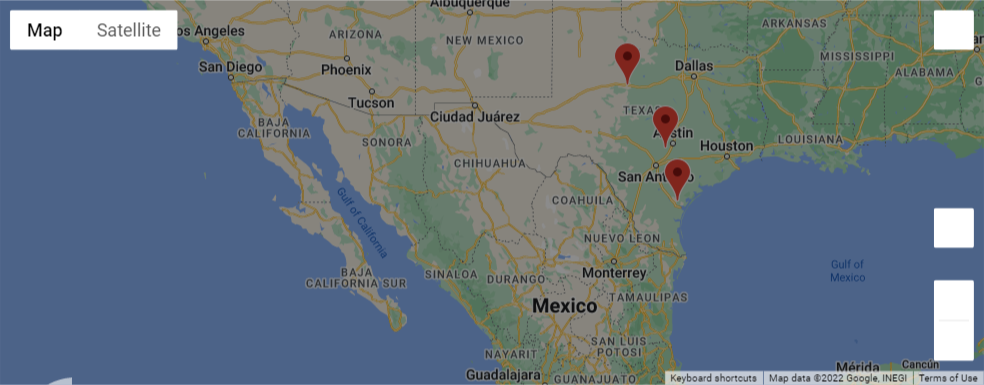 Albuquerque
Map
Satellite
os Angeles
ARIZONA
NEW MEXICO
ARKANSAS
MISSISSIPPI
San Diego
Phoenix
Dallas
ALABAMA
G
Tucson
Ciudad Juárez
TEXAS
BAJA
CALIFORNIA
SONORA
Austin
Houston
LOUISIANA
CHIHUAHUA
San Antonio
COAHUILA
Gulf of California
NUEVO LEON
Gulf of
Mexico
BAJA
CALIFORNIA SUR
SINALOA
DURANGO
Monterrey
Mexico
TAMAULIPAS
SAN LUIS
POTOSI
NAYARIT
Guadalajara
GUANAJUATO
Mérida
Cancún
Keyboard shortcuts
Map data ©2022 Google, INEGI
Terms of Use